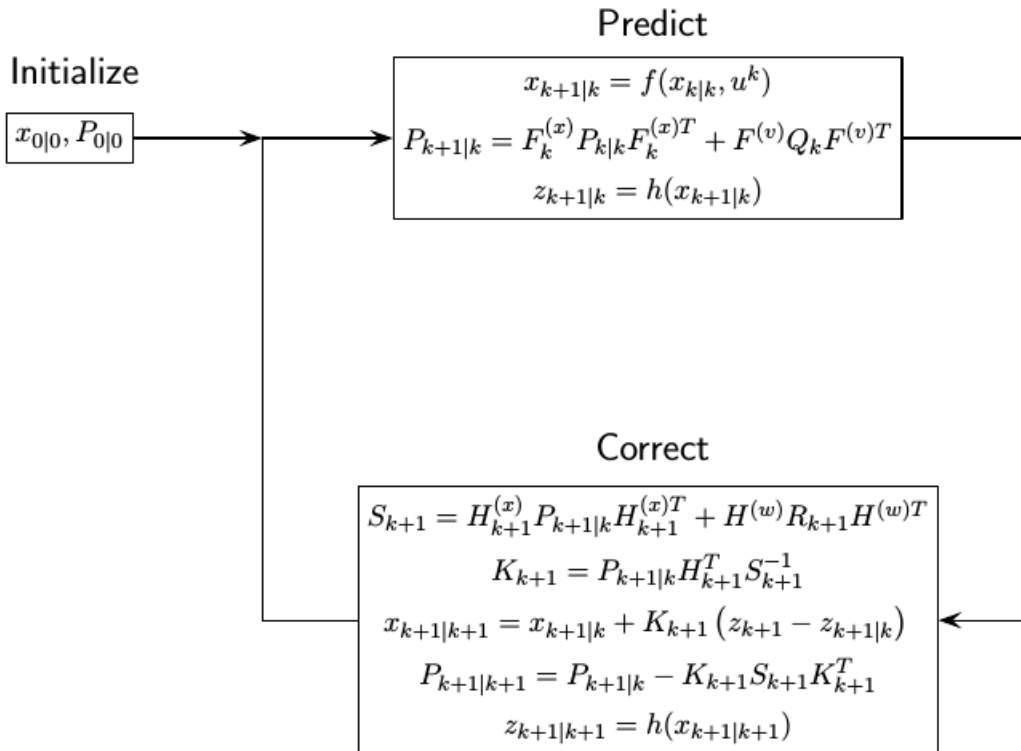 Predict
Initialize
x_{0|0}, P_{0|0}
x_{k+1|k} = f(x_{k|k}, u^k)
P_{k+1|k} = F_k^{(x)} P_{k|k} F_k^{(x)T} + F^{(v)} Q_k F^{(v)T}
z_{k+1|k} = h(x_{k+1|k})
Correct
S_{k+1} = H_{k+1}^{(x)} P_{k+1|k} H_{k+1}^{(x)T} + H^{(w)} R_{k+1} H^{(w)T}
K_{k+1} = P_{k+1|k} H_{k+1}^T S_{k+1}^{-1}
x_{k+1|k+1} = x_{k+1|k} + K_{k+1} (z_{k+1} - z_{k+1|k})
P_{k+1|k+1} = P_{k+1|k} - K_{k+1} S_{k+1} K_{k+1}^T
z_{k+1|k+1} = h(x_{k+1|k+1})